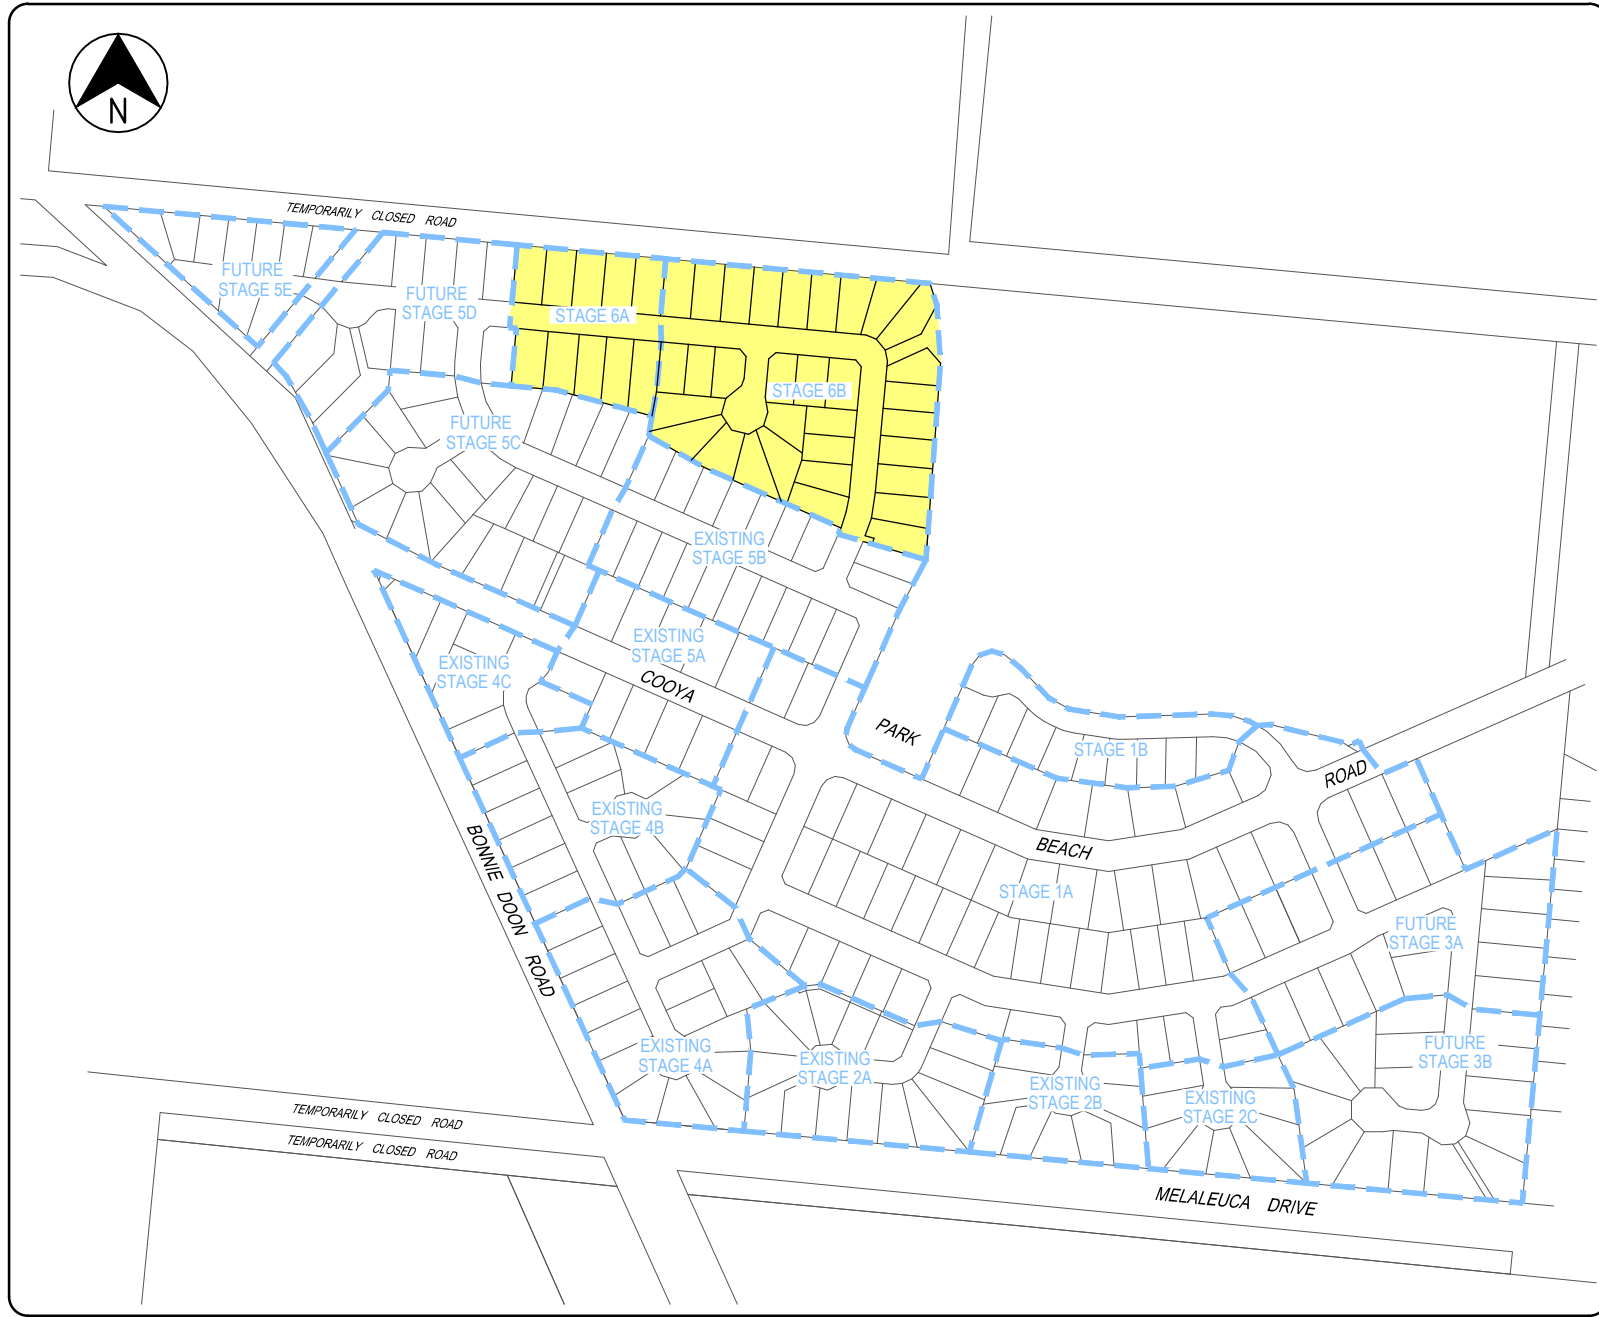 N
TEMPORARILY CLOSED ROAD
FUTURE
STAGE 5E
FUTURE
STAGE 5D
STAGE 6A
STAGE 6B
FUTURE
STAGE 5C
EXISTING
STAGE 5B
EXISTING
STAGE 5A
EXISTING
STAGE 4C
COOYA
PARK
STAGE 1B
ROAD
EXISTING
STAGE 4B
BEACH
STAGE 1A
BONNIE DOON ROAD
FUTURE
STAGE 3A
EXISTING
STAGE 4A
EXISTING
STAGE 2A
FUTURE
STAGE 3B
EXISTING
STAGE 2B
EXISTING
STAGE 2C
TEMPORARILY CLOSED ROAD
TEMPORARILY CLOSED ROAD
MELALEUCA DRIVE